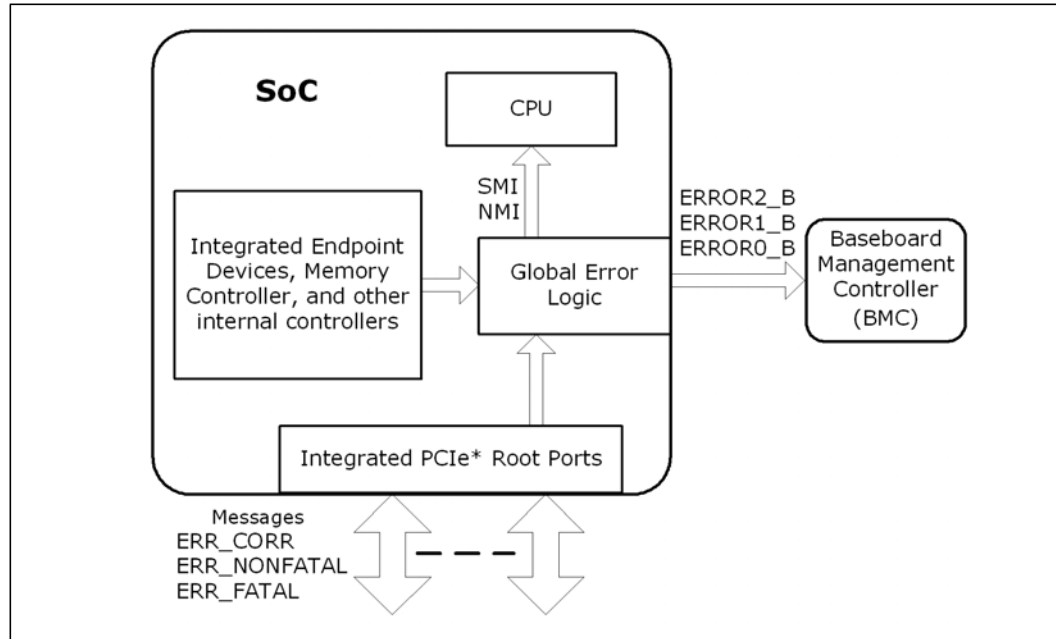 SoC
CPU
SMI
NMI
ERROR2_B
ERROR1_B
ERROR0_B
Baseboard
Management
Controller
(BMC)
Integrated Endpoint
Devices, Memory
Controller, and other
internal controllers
Global Error
Logic
Integrated PCIe* Root Ports
Messages
ERR_CORR
ERR_NONFATAL
ERR_FATAL